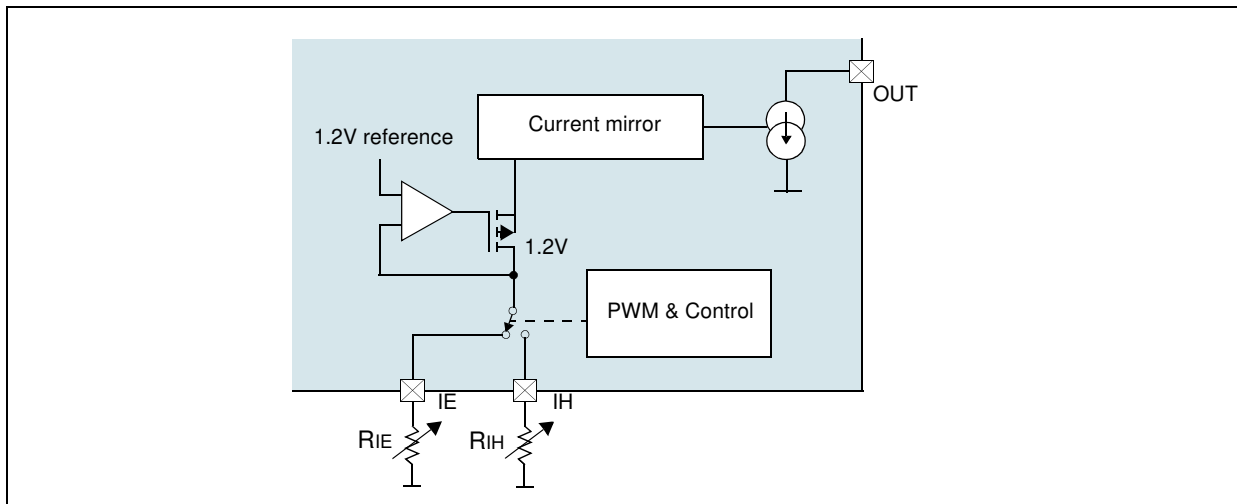 OUT
Current mirror
1.2V reference
1.2V
PWM & Control
IE
IH
RIE
RIH